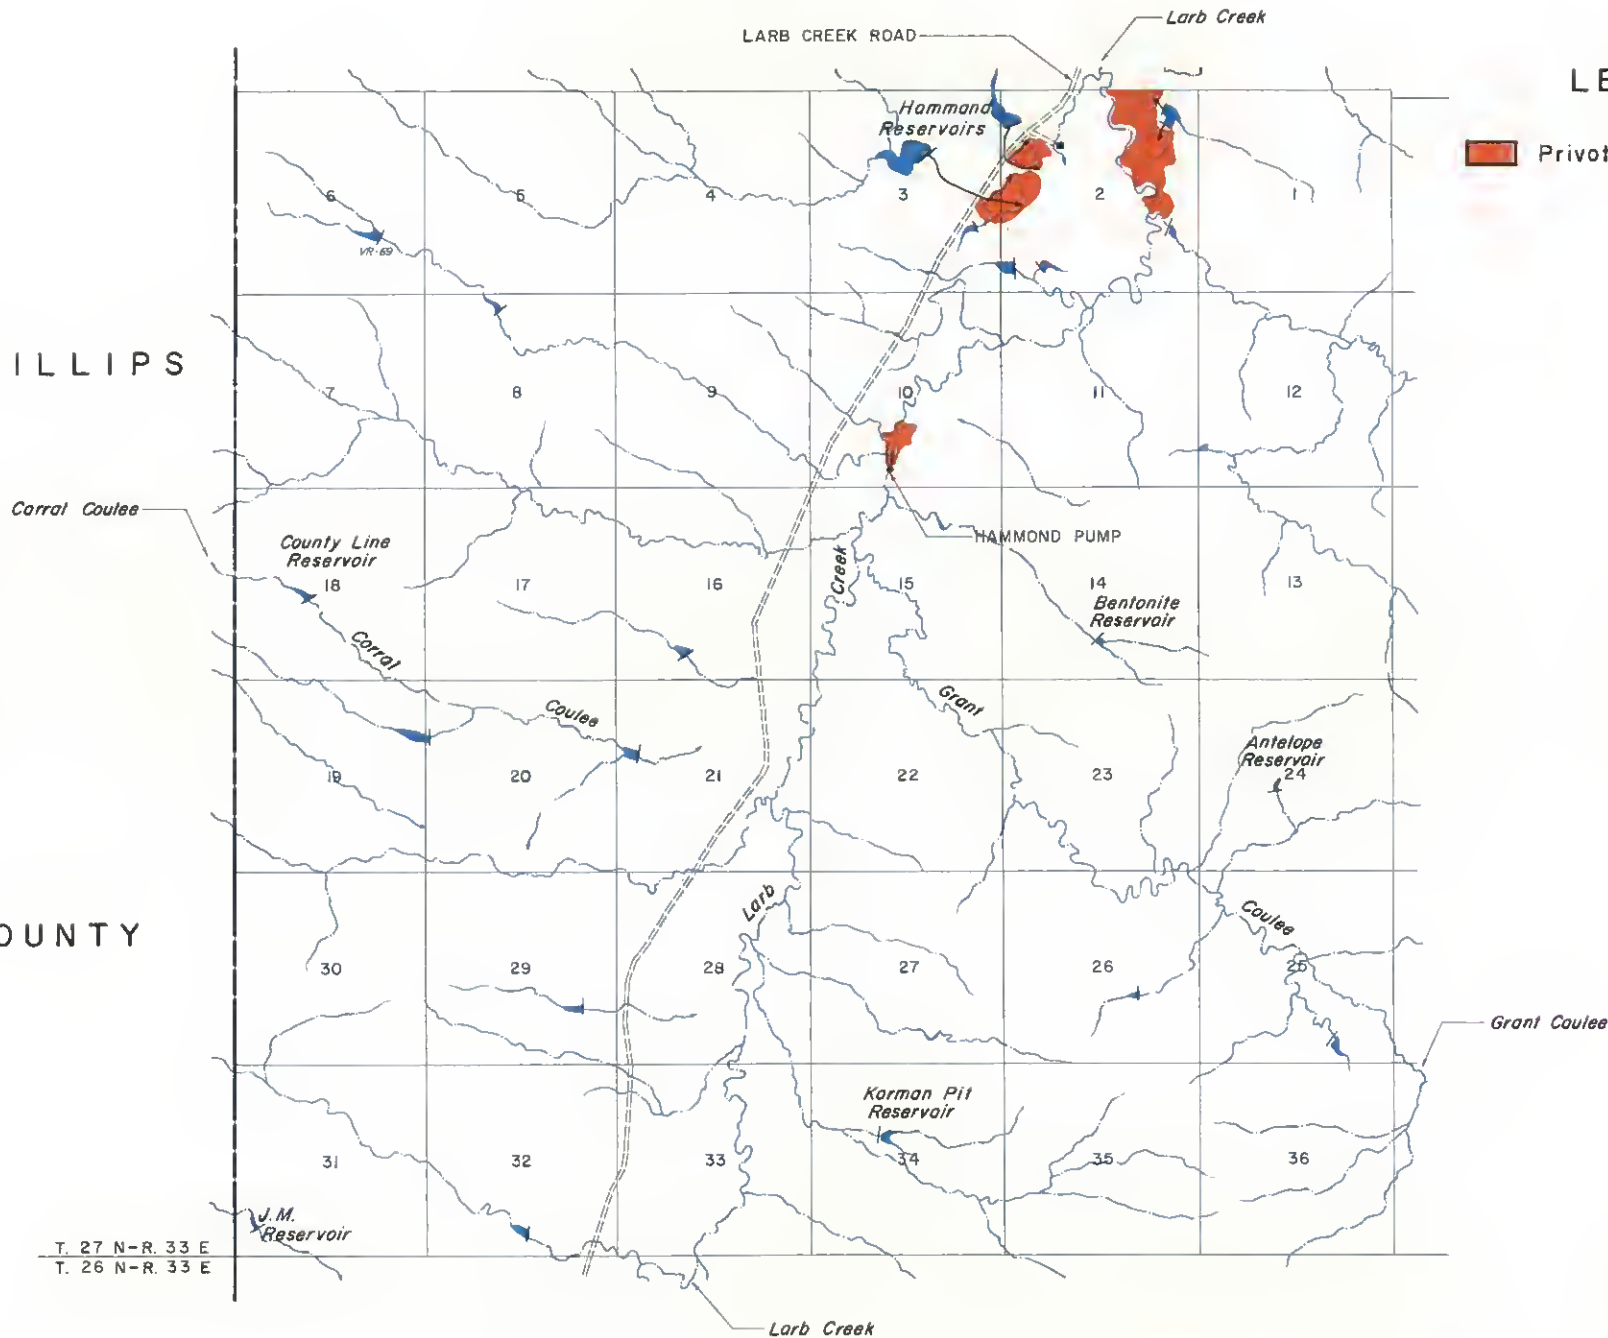 Larb Creek
LARB CREEK ROAD
LE
Hammond
Reservoirs
Privat
6
5
4
3
2
1
VR-69
ILLIPS
7
8
9
10
11
12
Corral Coulee
HAMMOND PUMP
County Line
Reservoir
18
17
16
Creek
15
14
13
Bentonite
Reservoir
Corral
Coulee
Grant
Antelope
Reservoir
19
20
21
22
23
24
Larb
Coulee
OUNTY
30
29
28
27
26
25
Grant Coulee
Korman Pit
Reservoir
31
32
33
34
35
36
J.M.
Reservoir
T. 27 N-R. 33 E
T. 26 N-R. 33 E
Larb Creek